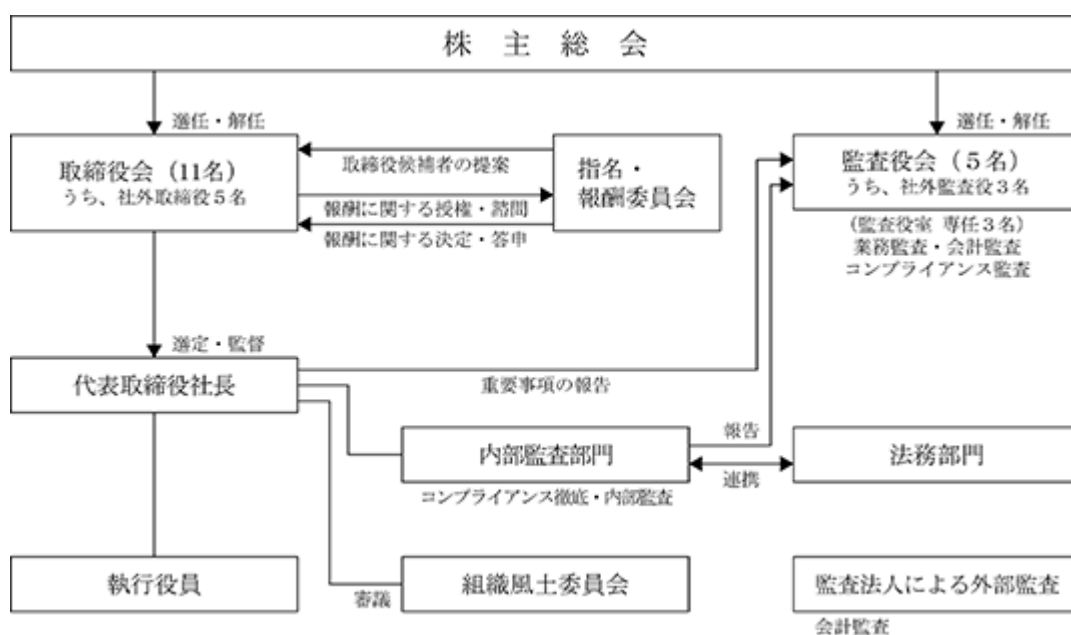 株主総会
選任・解任
選任・解任
取締役会（11名）
うち、社外取締役５名
取締役候補者の提案
報酬に関する授権・諮問
報酬に関する決定・答申
指名・
報酬委員会
監査役会（５名）
うち、社外監査役３名
（監査役室 専任３名）
業務監査・会計監査
コンプライアンス監査
選定・監督
代表取締役社長
重要事項の報告
内部監査部門
コンプライアンス徹底・内部監査
報告
連携
法務部門
執行役員
審議
組織風土委員会
監査法人による外部監査
会計監査